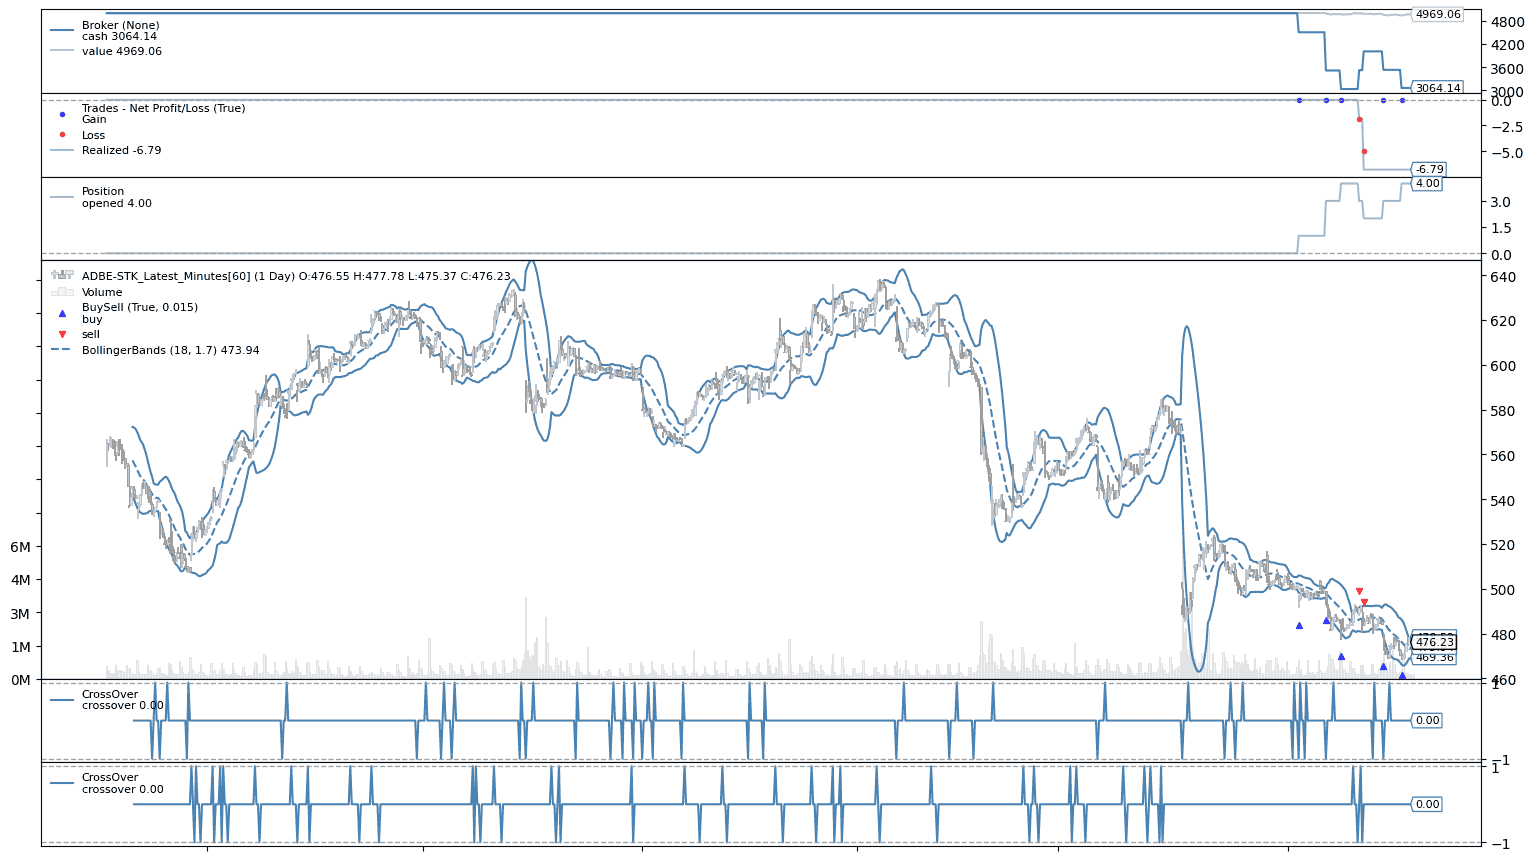 Broker (None)
cash 3064.14
value 4969.06
4969.06
4800
4200
3600
3064.14
3000
Trades - Net Profit/Loss (True)
Gain
Loss
Realized -6.79
0.0
−2.5
−5.0
-6.79
Position
opened 4.00
4.00
3.0
1.5
0.0
ADBE-STK_Latest_Minutes[60] (1 Day) O:476.55 H:477.78 L:475.37 C:476.23
Volume
BuySell (True, 0.015)
buy
sell
BollingerBands (18, 1.7) 473.94
640
620
600
580
560
540
520
500
480
460
476.23
469.36
6M
4M
3M
1M
0M
CrossOver
crossover 0.00
1
0.00
−1
CrossOver
crossover 0.00
1
0.00
−1